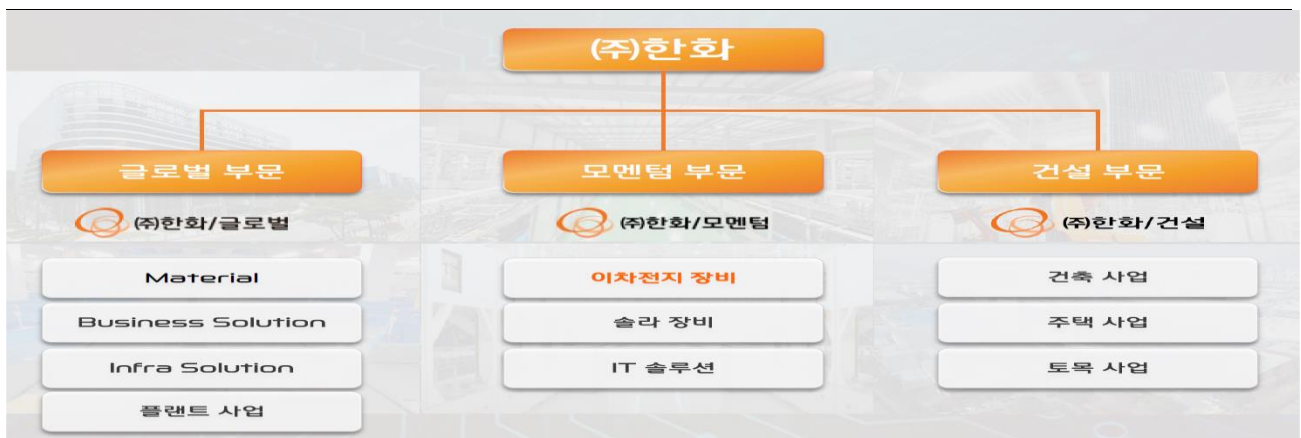 (주)한화
글로벌 부문
모멘텀 부문
건설 부문
(주)한화/글로벌
(주)한화/모멘텀
(주)한화/건설
Material
이차전지 장비
건축 사업
Business Solution
솔라 장비
주택 사업
Infra Solution
IT 솔루션
토목 사업
플랜트 사업